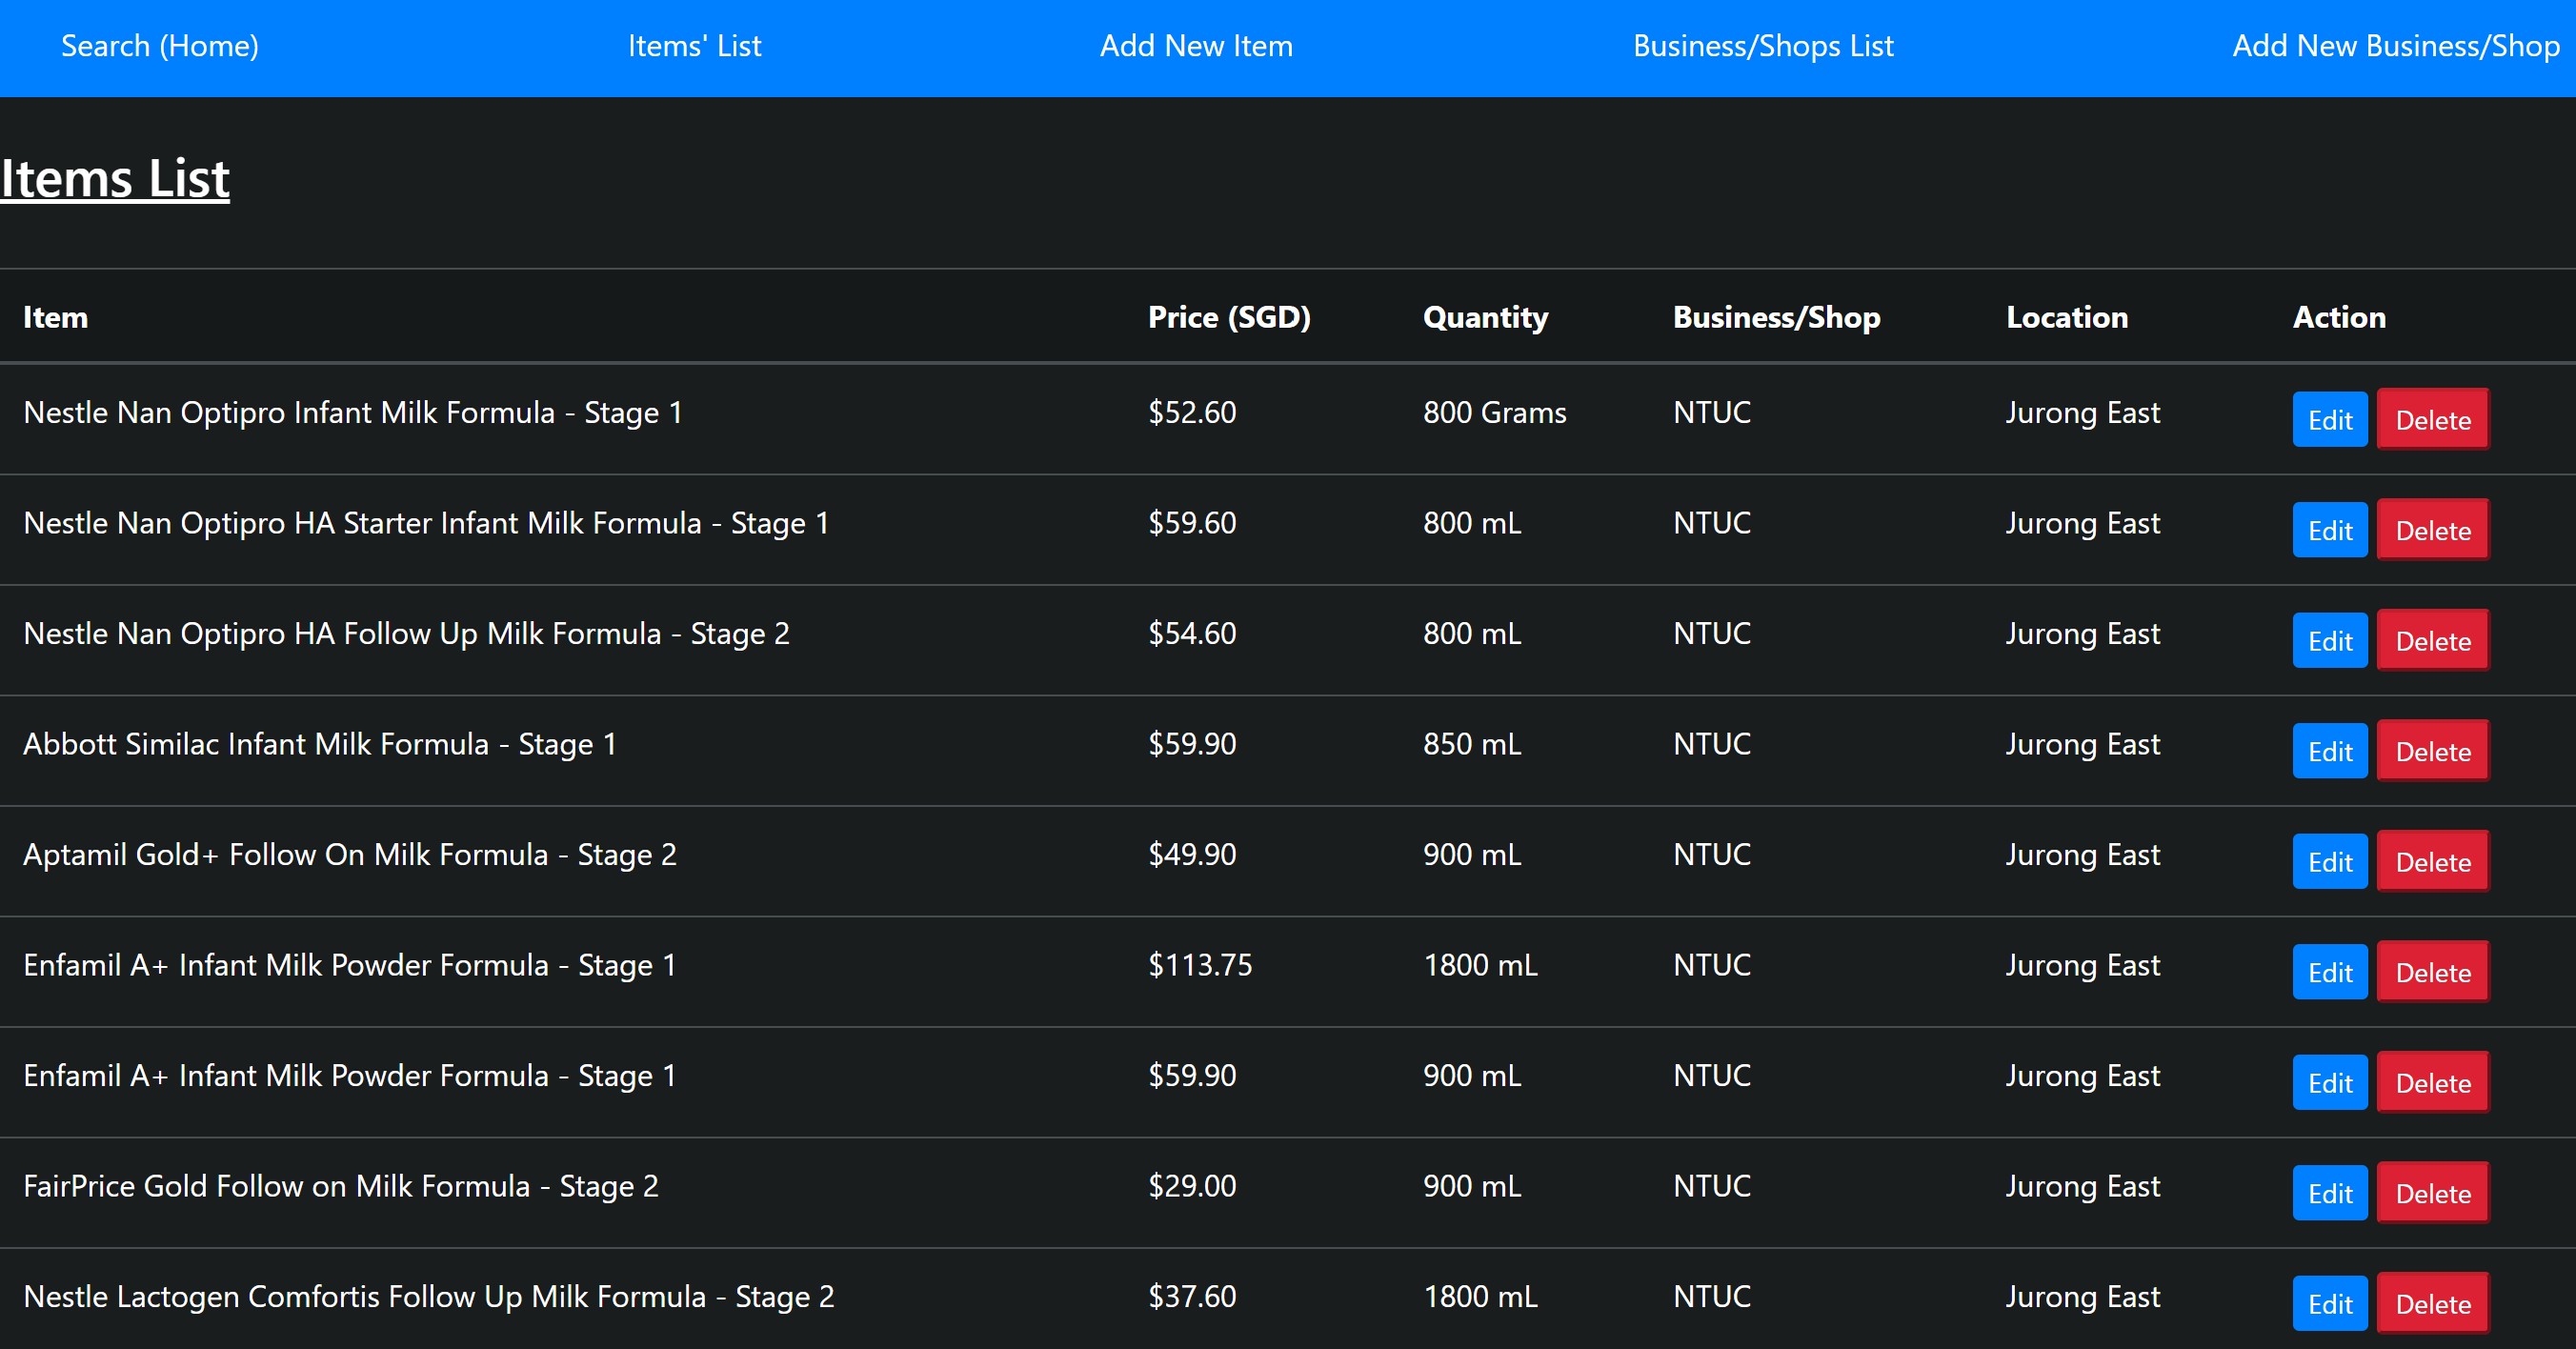 Search (Home) Items' List Add New Item Business/Shops List Add New Business/Shop
Items List
Item Price (SGD) Quantity Business/Shop Location Action
Nestle Nan Optipro Infant Milk Formula - Stage 1 $52.60 800 Grams NTUC Jurong East Edit Delete
Nestle Nan Optipro HA Starter Infant Milk Formula - Stage 1 $59.60 800 mL NTUC Jurong East Edit Delete
Nestle Nan Optipro HA Follow Up Milk Formula - Stage 2 $54.60 800 mL NTUC Jurong East Edit Delete
Abbott Similac Infant Milk Formula - Stage 1 $59.90 850 mL NTUC Jurong East Edit Delete
Aptamil Gold+ Follow On Milk Formula - Stage 2 $49.90 900 mL NTUC Jurong East Edit Delete
Enfamil A+ Infant Milk Powder Formula - Stage 1 $113.75 1800 mL NTUC Jurong East Edit Delete
Enfamil A+ Infant Milk Powder Formula - Stage 1 $59.90 900 mL NTUC Jurong East Edit Delete
FairPrice Gold Follow on Milk Formula - Stage 2 $29.00 900 mL NTUC Jurong East Edit Delete
Nestle Lactogen Comfortis Follow Up Milk Formula - Stage 2 $37.60 1800 mL NTUC Jurong East Edit Delete